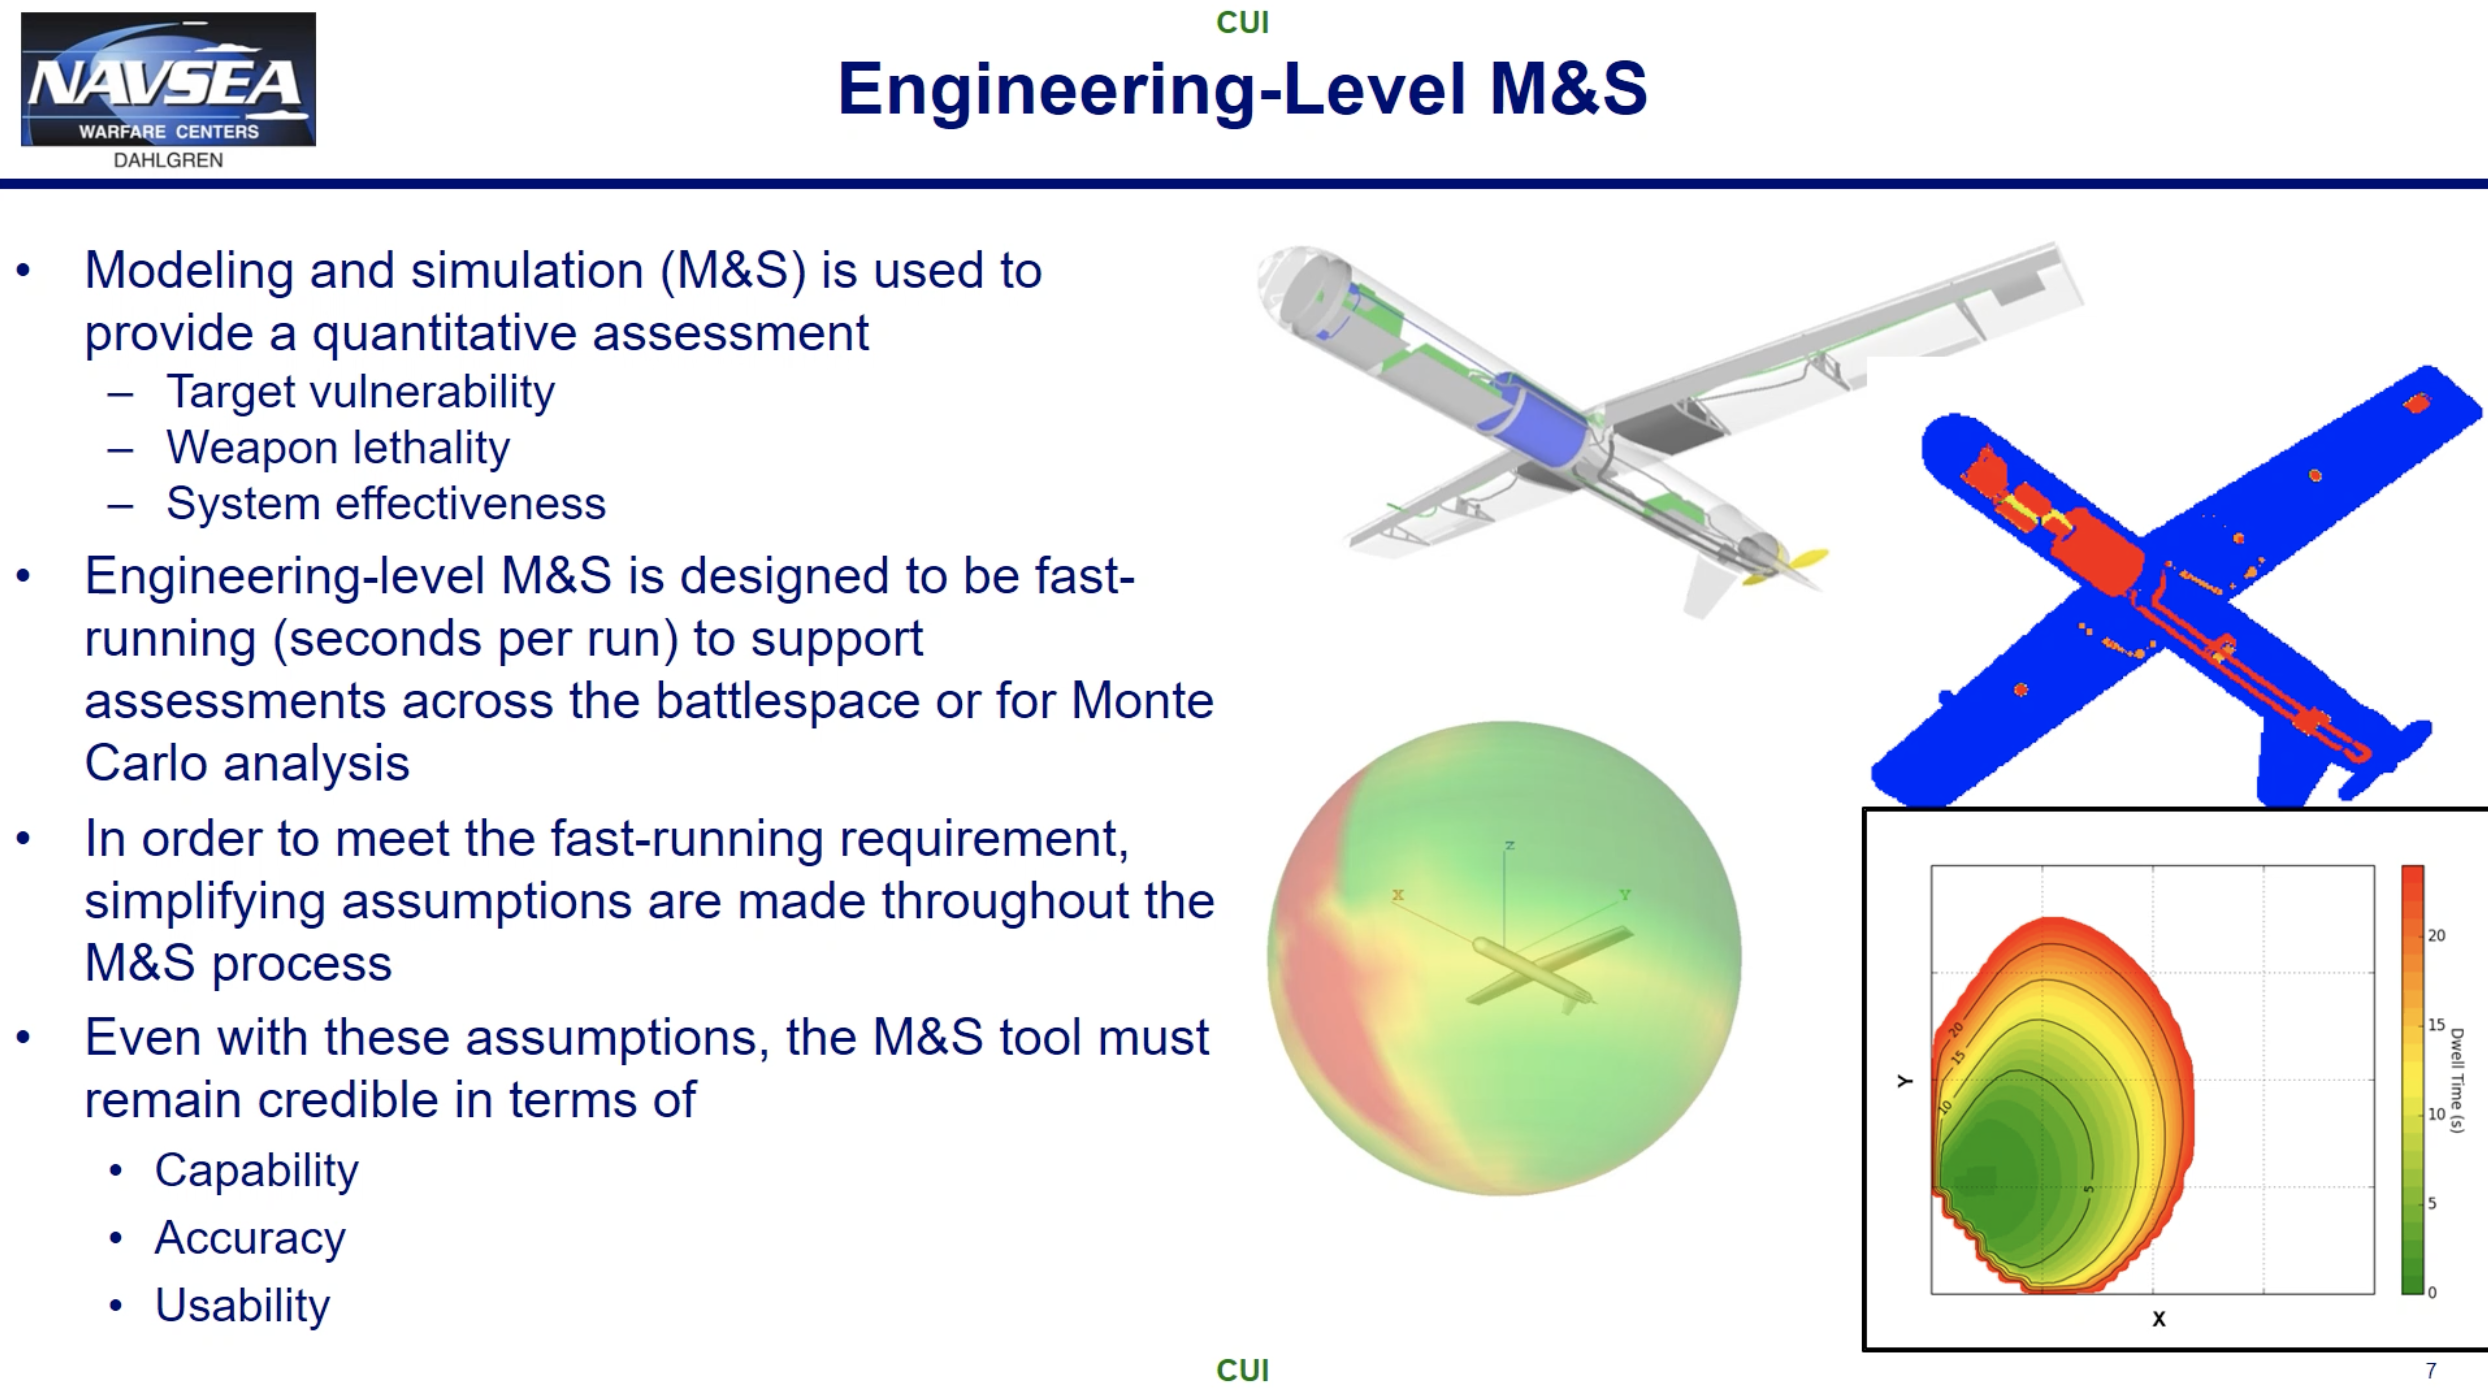 CUI
NAVSEA
WARFARE CENTERS
DAHLGREN
Engineering-Level M&S
• Modeling and simulation (M&S) is used to
provide a quantitative assessment
– Target vulnerability
– Weapon lethality
– System effectiveness
• Engineering-level M&S is designed to be fast-
running (seconds per run) to support
assessments across the battlespace or for Monte
Carlo analysis
• In order to meet the fast-running requirement,
simplifying assumptions are made throughout the
M&S process
• Even with these assumptions, the M&S tool must
remain credible in terms of
• Capability
• Accuracy
• Usability
Z
X
Y
20
15
10
5
Y
X
20
15
10
5
0
Dwell Time (s)
CUI
7